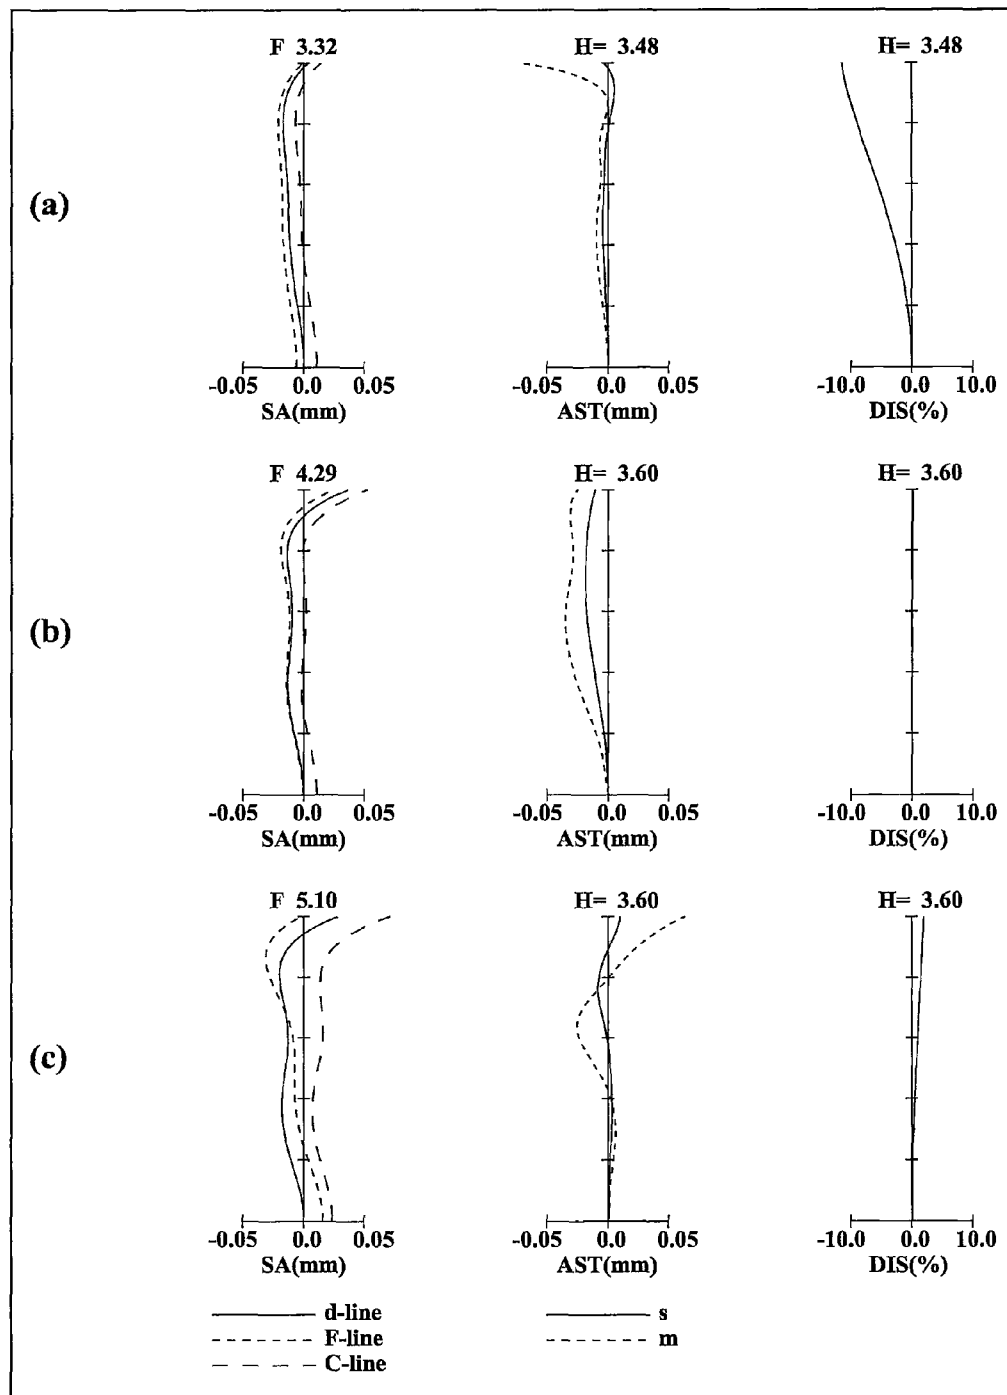 F 3.32 H= 3.48 H= 3.48
(a)
-0.05 0.0 0.05 -0.05 0.0 0.05 -10.0 0.0 10.0
SA(mm) AST(mm) DIS(%)
F 4.29 H= 3.60 H= 3.60
(b)
-0.05 0.0 0.05 -0.05 0.0 0.05 -10.0 0.0 10.0
SA(mm) AST(mm) DIS(%)
F 5.10 H= 3.60 H= 3.60
(c)
-0.05 0.0 0.05 -0.05 0.0 0.05 -10.0 0.0 10.0
SA(mm) AST(mm) DIS(%)
d-line s
F-line m
C-line